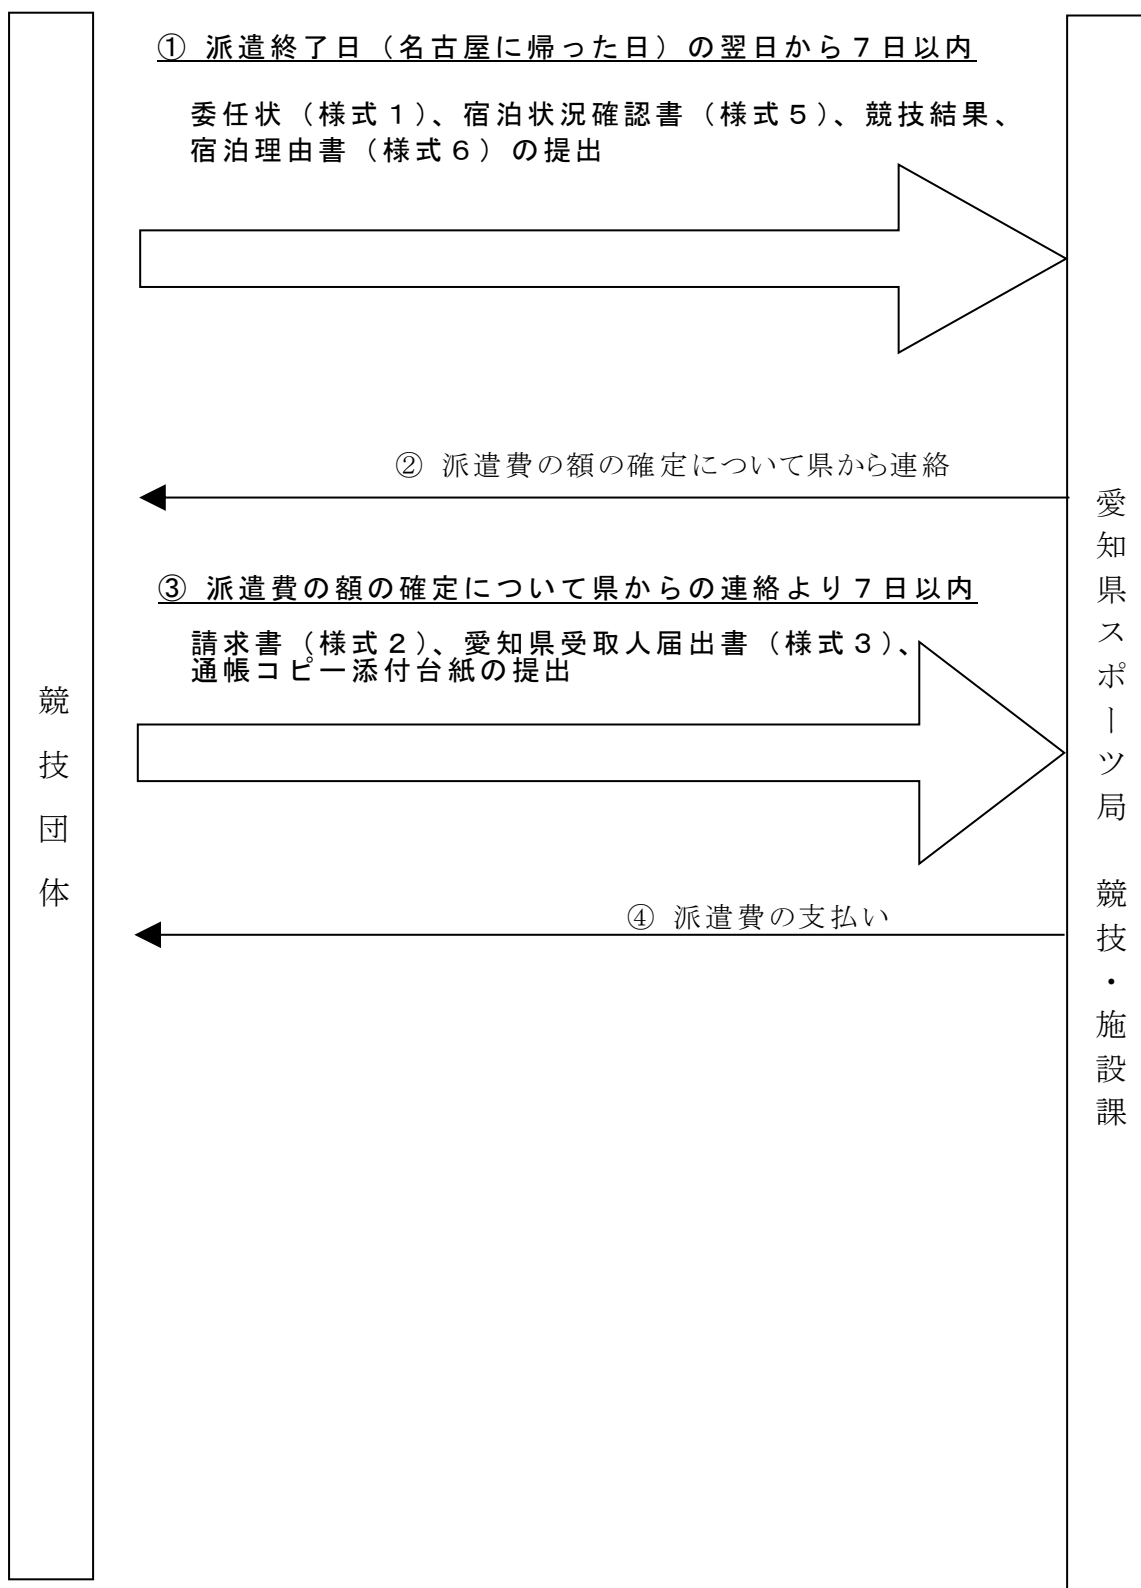 ① 派遣終了日（名古屋に帰った日）の翌日から７日以内
委任状（様式１）、宿泊状況確認書（様式５）、競技結果、
宿泊理由書（様式６）の提出
② 派遣費の額の確定について県から連絡
③ 派遣費の額の確定について県からの連絡より７日以内
請求書（様式２）、愛知県受取人届出書（様式３）、
通帳コピー添付台紙の提出
④ 派遣費の支払い
競技団体
愛知県スポーツ局　競技・施設課